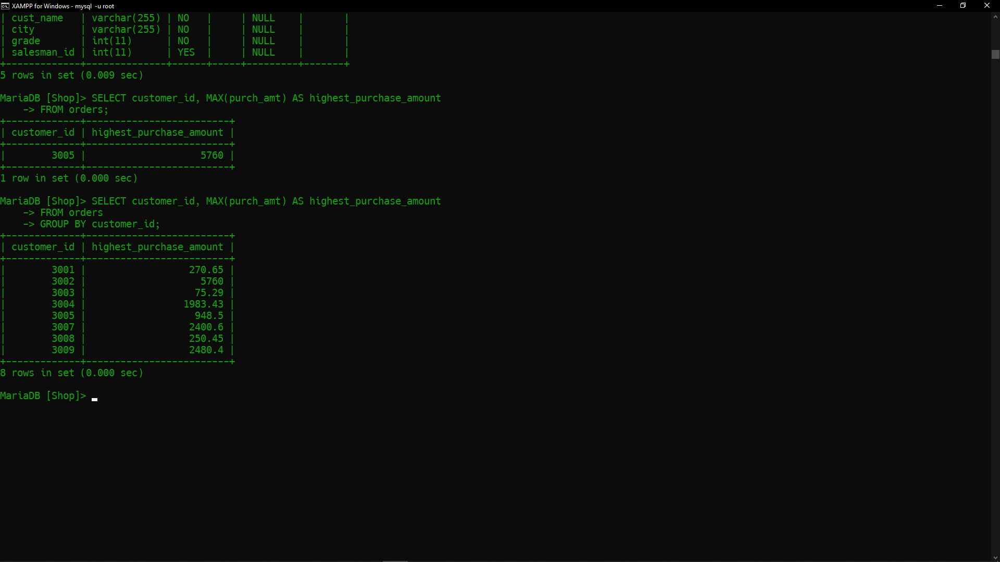 XAMPP for Windows - mysql  -u root
| cust_name   | varchar(255) | NO   |     | NULL    |       |
| city        | varchar(255) | NO   |     | NULL    |       |
| grade       | int(11)      | NO   |     | NULL    |       |
| salesman_id | int(11)      | YES  |     | NULL    |       |
+-------------+--------------+------+-----+---------+-------+
5 rows in set (0.009 sec)

MariaDB [Shop]> SELECT customer_id, MAX(purch_amt) AS highest_purchase_amount
    -> FROM orders;
+-------------+-------------------------+
| customer_id | highest_purchase_amount |
+-------------+-------------------------+
|        3005 |                    5760 |
+-------------+-------------------------+
1 row in set (0.000 sec)

MariaDB [Shop]> SELECT customer_id, MAX(purch_amt) AS highest_purchase_amount
    -> FROM orders
    -> GROUP BY customer_id;
+-------------+-------------------------+
| customer_id | highest_purchase_amount |
+-------------+-------------------------+
|        3001 |                  270.65 |
|        3002 |                    5760 |
|        3003 |                   75.29 |
|        3004 |                 1983.43 |
|        3005 |                   948.5 |
|        3007 |                  2400.6 |
|        3008 |                  250.45 |
|        3009 |                  2480.4 |
+-------------+-------------------------+
8 rows in set (0.000 sec)

MariaDB [Shop]>